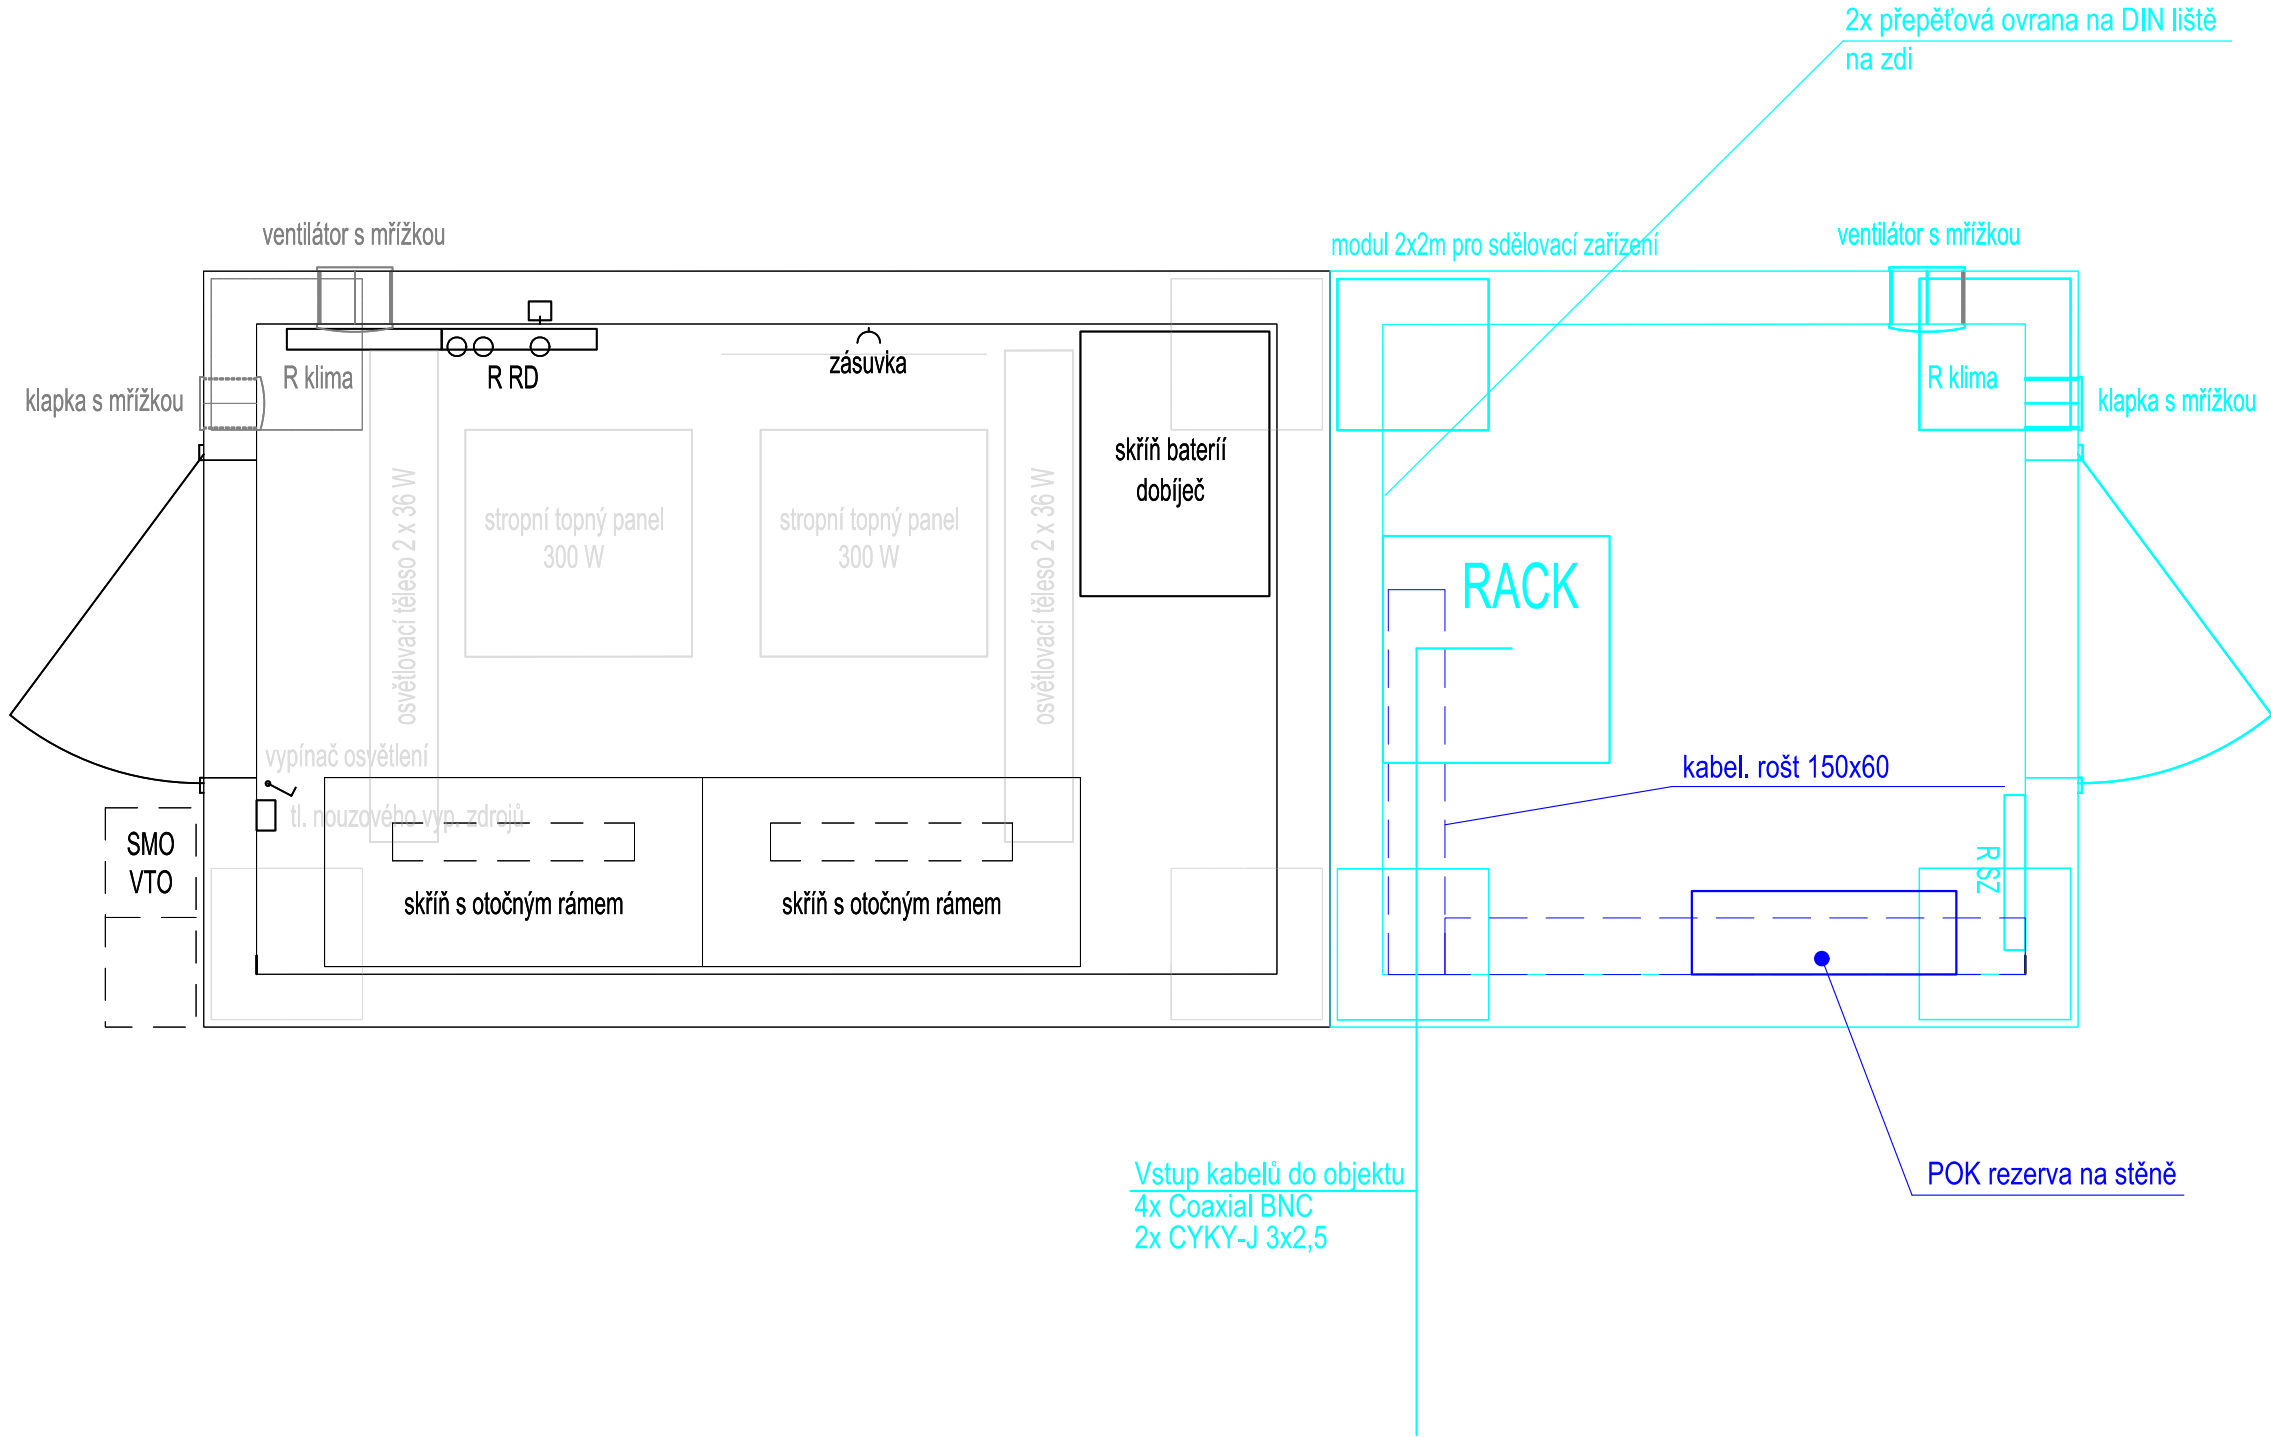 2x přepěťová ovrana na DIN liště
na zdi
ventilátor s mřížkou
modul 2x2m pro sdělovací zařízení
ventilátor s mřížkou
klapka s mřížkou
R klima
R RD
zásuvka
R klima
klapka s mřížkou
skříň bateríí
dobíječ
osvětlovací těleso 2 x 36 W
stropní topný panel
300 W
stropní topný panel
300 W
osvětlovací těleso 2 x 36 W
RACK
vypínač osvětlení
kabel. rošt 150x60
tl. nouzového vyp. zdrojů
SMO
VTO
skříň s otočným rámem
skříň s otočným rámem
R SZ
Vstup kabelů do objektu
4x Coaxial BNC
2x CYKY-J 3x2,5
POK rezerva na stěně